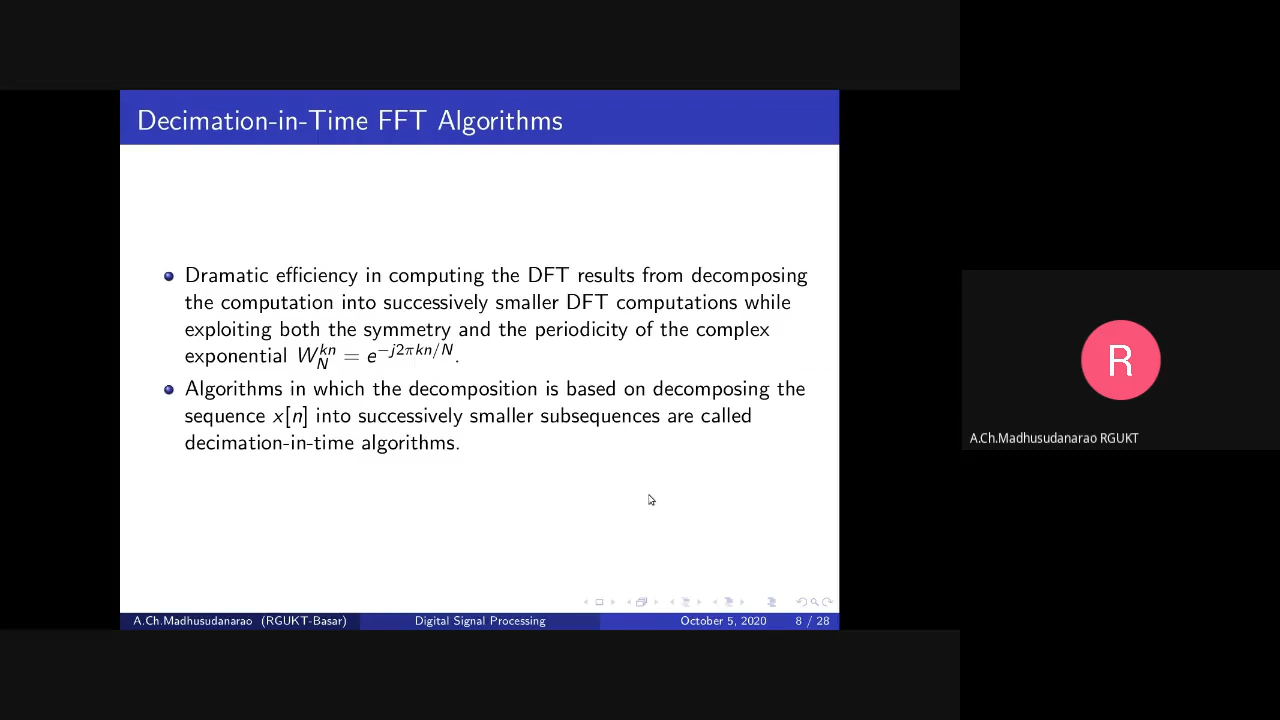 Decimation-in-Time FFT Algorithms
Dramatic efficiency in computing the DFT results from decomposing
the computation into successively smaller DFT computations while
exploiting both the symmetry and the periodicity of the complex
exponential $W_N^{kn} = e^{-j2\pi kn/N}$.
Algorithms in which the decomposition is based on decomposing the
sequence x[n] into successively smaller subsequences are called
decimation-in-time algorithms.
R
A.Ch.Madhusudanarao RGUKT
A.Ch.Madhusudanarao (RGUKT-Basar) Digital Signal Processing October 5, 2020 8 / 28